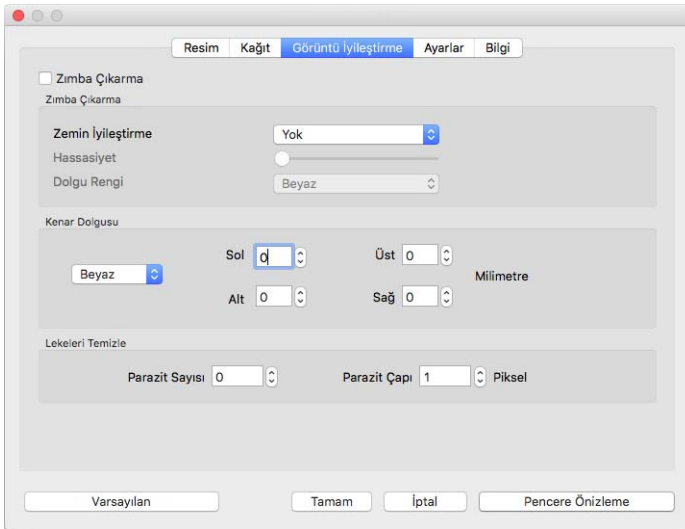 Resim Kağıt Görüntü İyileştirme Ayarlar Bilgi
Zımba Çıkarma
Zımba Çıkarma
Zemin İyileştirme Yok
Hassasiyet
Dolgu Rengi Beyaz
Kenar Dolgusu
Sol 0 Üst 0
Beyaz Milimetre
Alt 0 Sağ 0
Lekeleri Temizle
Parazit Sayısı 0 Parazit Çapı 1 Piksel
Varsayılan Tamam İptal Pencere Önizleme